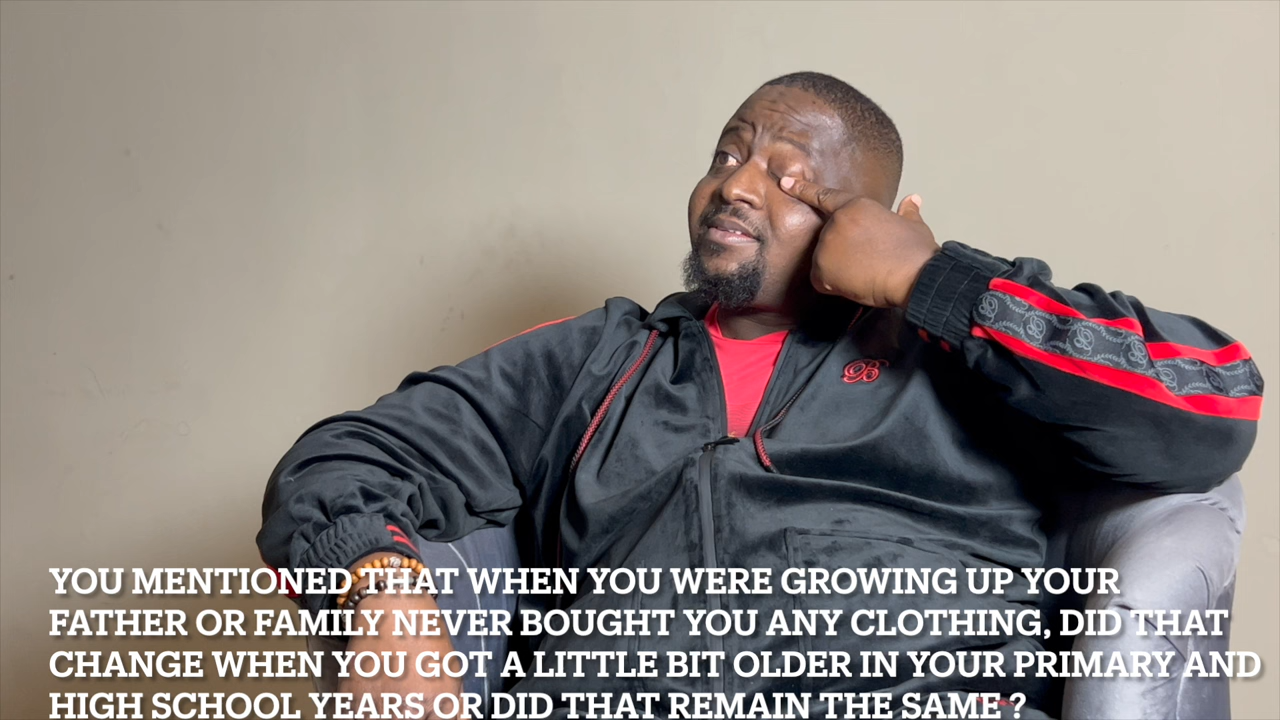 B
YOU MENTIONED THAT WHEN YOU WERE GROWING UP YOUR
FATHER OR FAMILY NEVER BOUGHT YOU ANY CLOTHING, DID THAT
CHANGE WHEN YOU GOT A LITTLE BIT OLDER IN YOUR PRIMARY AND
HIGH SCHOOL YEARS OR DID THAT REMAIN THE SAME ?